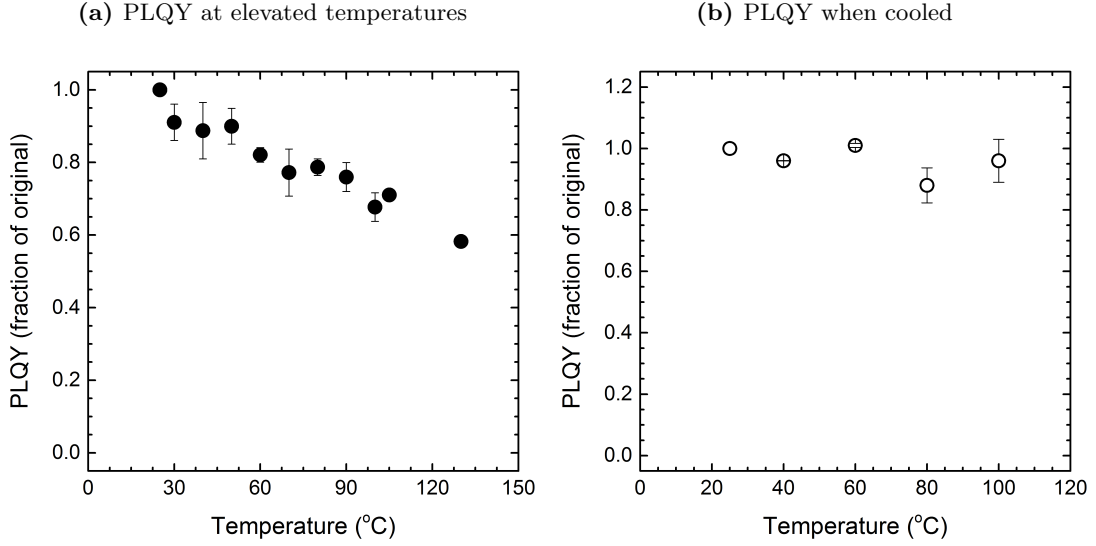 (a) PLQY at elevated temperatures
1.0
0.8
0.6
0.4
0.2
0.0
PLQY (fraction of original)
0 30 60 90 120 150
Temperature (°C)
(b) PLQY when cooled
1.2
1.0
0.8
0.6
0.4
0.2
0.0
PLQY (fraction of original)
0 20 40 60 80 100 120
Temperature (°C)